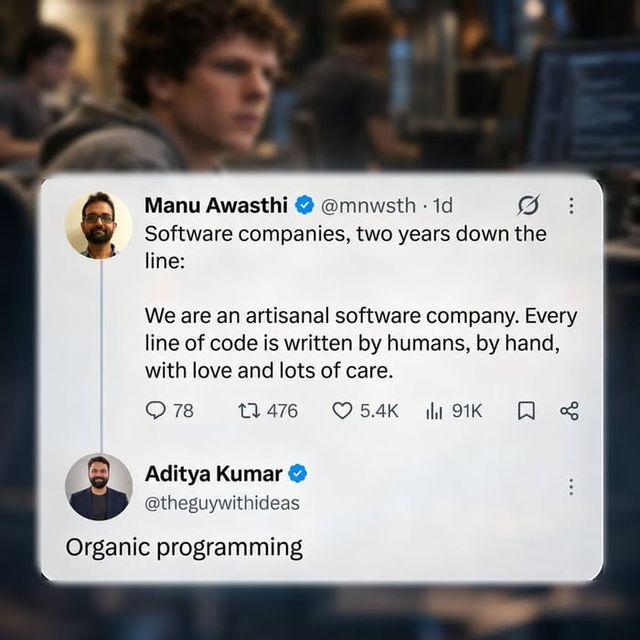 Manu Awasthi @mnwsth · 1d
Software companies, two years down the
line:
We are an artisanal software company. Every
line of code is written by humans, by hand,
with love and lots of care.
78 476 5.4K 91K
Aditya Kumar
@theguywithideas
Organic programming